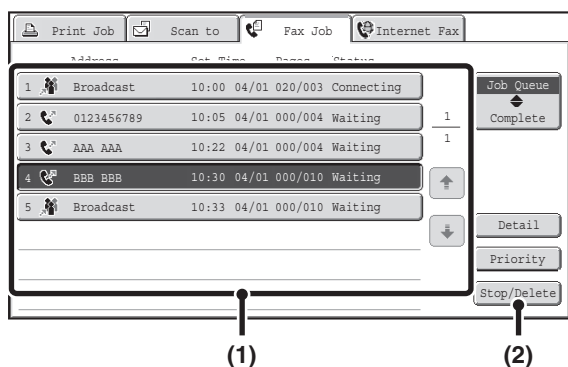 Print Job Scan to Fax Job Internet Fax
Address Set Time Pages Status
1 Broadcast 10:00 04/01 020/003 Connecting
2 0123456789 10:05 04/01 000/004 Waiting
3 AAA AAA 10:22 04/01 000/004 Waiting
4 BBB BBB 10:30 04/01 000/010 Waiting
5 Broadcast 10:33 04/01 000/010 Waiting
1
1
Job Queue
Complete
Detail
Priority
Stop/Delete
(1) (2)